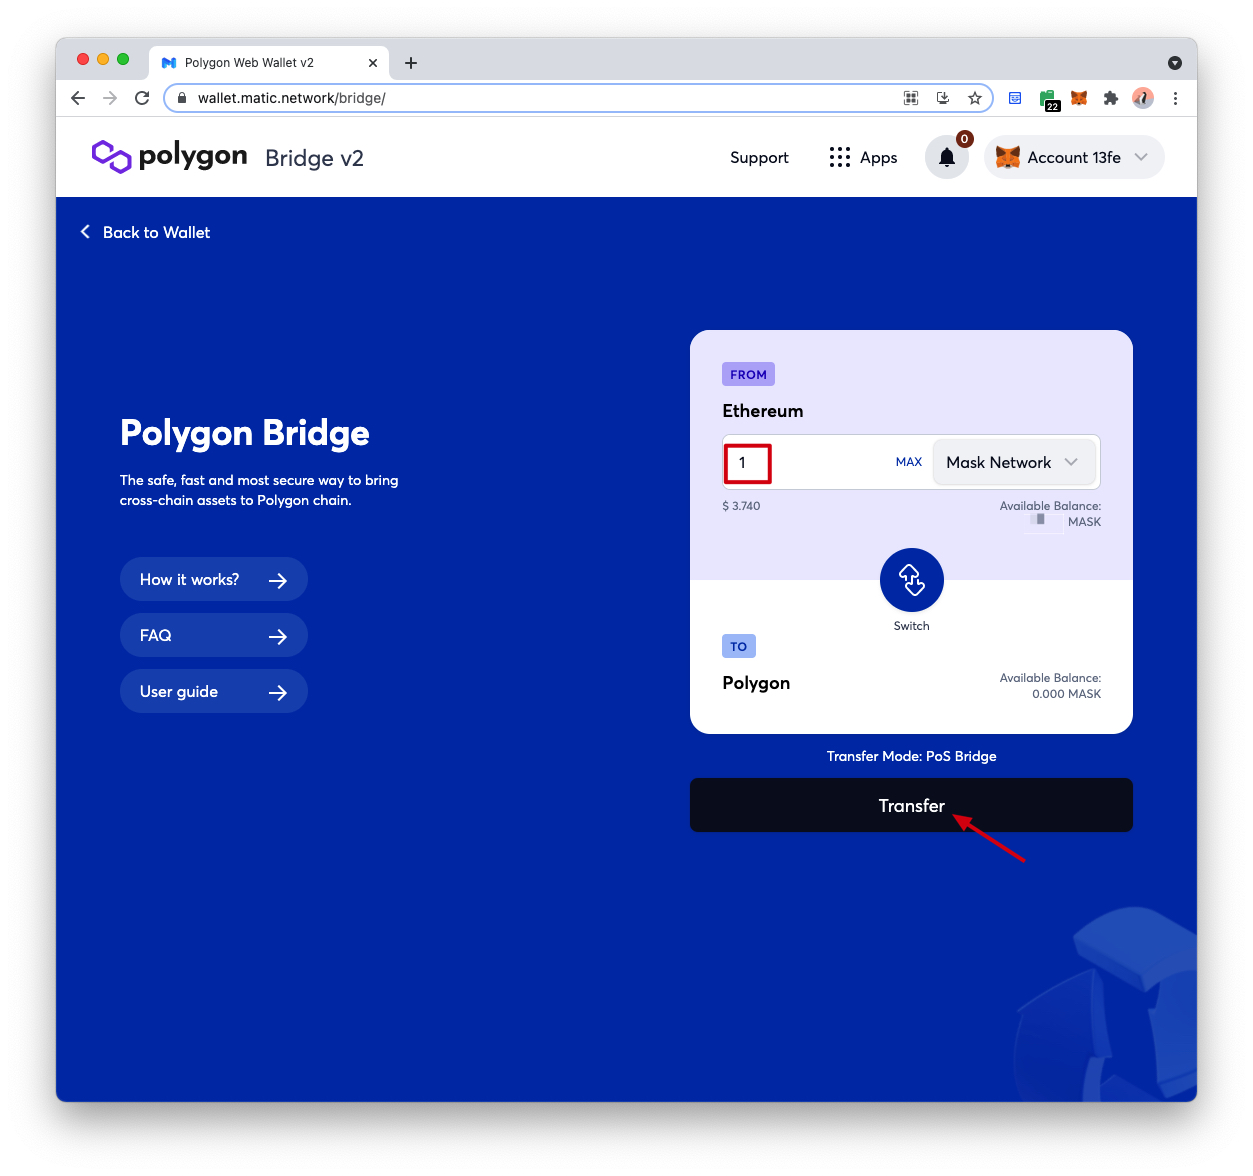 Polygon Web Wallet v2
wallet.matic.network/bridge/
22
polygon Bridge v2
Support
Apps
0
Account 13fe
Back to Wallet
Polygon Bridge
The safe, fast and most secure way to bring
cross-chain assets to Polygon chain.
How it works?
FAQ
User guide
FROM
Ethereum
1
MAX
Mask Network
$ 3.740
Available Balance:
MASK
Switch
TO
Polygon
Available Balance:
0.000 MASK
Transfer Mode: PoS Bridge
Transfer